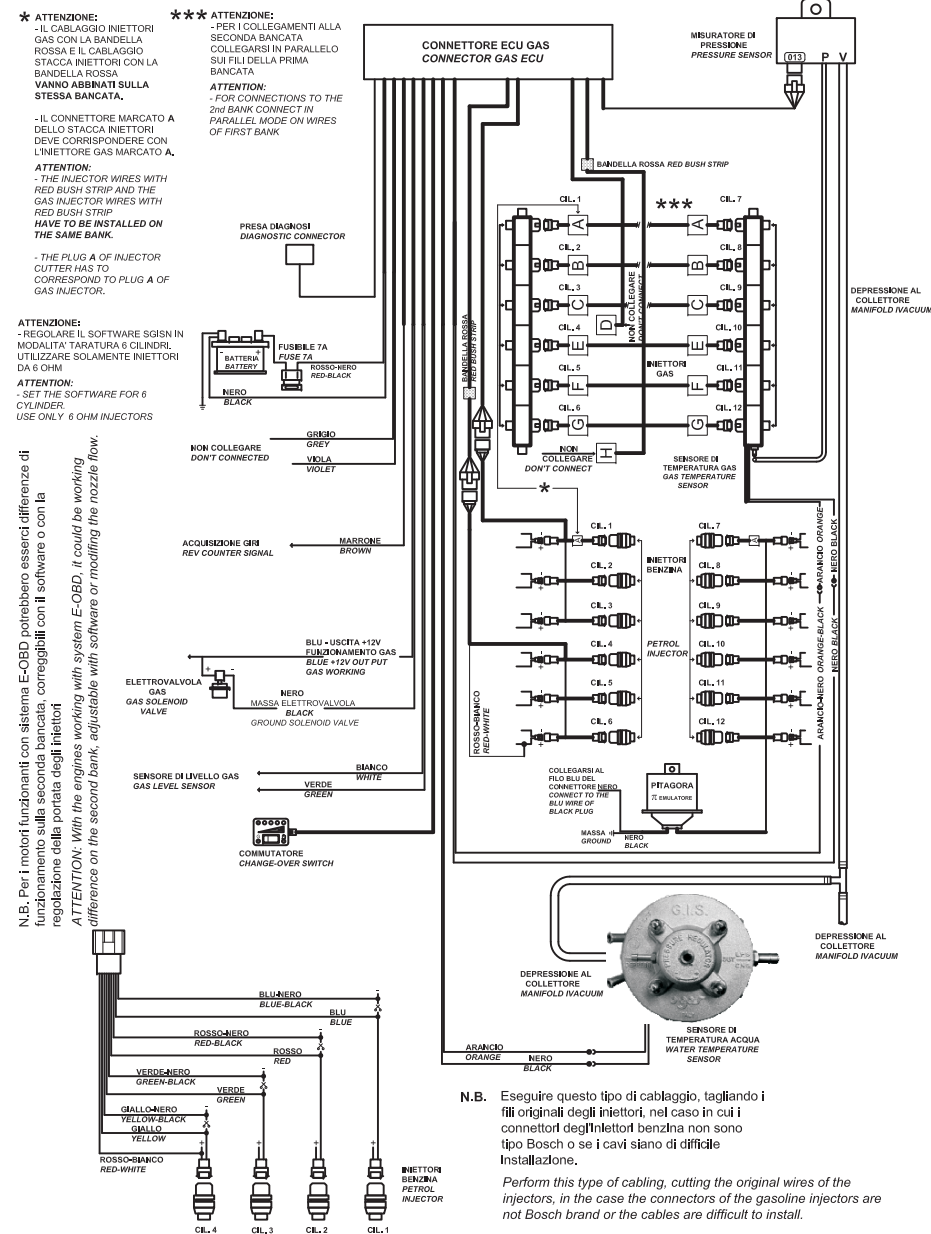 * ATTENZIONE:
- IL CABLAGGIO INIETTORI
GAS CON LA BANDELLA
ROSSA E IL CABLAGGIO
STACCA INIETTORI CON LA
BANDELLA ROSSA
VANNO ABBINATI SULLA
STESSA BANCATA.
- IL CONNETTORE MARCATO A
DELLO STACCA INIETTORI
DEVE CORRISPONDERE CON
L'INIETTORE GAS MARCATO A.
ATTENTION:
- THE INJECTOR WIRES WITH
RED BUSH STRIP AND THE
GAS INJECTOR WIRES WITH
RED BUSH STRIP
HAVE TO BE INSTALLED ON
THE SAME BANK.
- THE PLUG A OF INJECTOR
CUTTER HAS TO
CORRESPOND TO PLUG A OF
GAS INJECTOR.
*** ATTENZIONE:
- PER I COLLEGAMENTI ALLA
SECONDA BANCATA
COLLEGARSI IN PARALLELO
SUI FILI DELLA PRIMA
BANCATA
ATTENTION:
- FOR CONNECTIONS TO THE
2nd BANK CONNECT IN
PARALLEL MODE ON WIRES
OF FIRST BANK
ATTENZIONE:
- REGOLARE IL SOFTWARE SGISN IN
MODALITA' TARATURA 6 CILINDRI.
UTILIZZARE SOLAMENTE INIETTORI
DA 6 OHM
ATTENTION:
- SET THE SOFTWARE FOR 6
CYLINDER.
USE ONLY 6 OHM INJECTORS
CONNETTORE ECU GAS
CONNECTOR GAS ECU
MISURATORE DI
PRESSIONE
PRESSURE SENSOR
013 P V
BANDELLA ROSSA RED BUSH STRIP
PRESA DIAGNOSI
DIAGNOSTIC CONNECTOR
- +
BATTERIA
BATTERY
FUSIBILE 7A
FUSE 7A
ROSSO-NERO
RED-BLACK
NERO
BLACK
GRIGIO
GREY
NON COLLEGARE
DON'T CONNECTED
VIOLA
VIOLET
ACQUISIZIONE GIRI
REV COUNTER SIGNAL
MARRONE
BROWN
BLU - USCITA +12V
FUNZIONAMENTO GAS
BLUE +12V OUT PUT
GAS WORKING
+ -
ELETTROVALVOLA
GAS
GAS SOLENOID
VALVE
NERO
MASSA ELETTROVALVOLA
BLACK
GROUND SOLENOID VALVE
SENSORE DI LIVELLO GAS
GAS LEVEL SENSOR
BIANCO
WHITE
VERDE
GREEN
COMMUTATORE
CHANGE-OVER SWITCH
BANDELLA ROSSA
RED BUSH STRIP
CIL. 1
A
***
A
CIL. 7
CIL. 2
B
B
CIL. 8
CIL. 3
C
C
CIL. 9
D
NON COLLEGARE
DON'T CONNECT
CIL. 4
E
E
CIL. 10
INIETTORI
GAS
CIL. 5
F
F
CIL. 11
CIL. 6
G
G
CIL. 12
H
NON
COLLEGARE
DON'T CONNECT
SENSORE DI
TEMPERATURA GAS
GAS TEMPERATURE
SENSOR
DEPRESSIONE AL
COLLETTORE
MANIFOLD IVACUUM
*
CIL. 1
A
CIL. 7
A
INIETTORI
BENZINA
CIL. 2
CIL. 8
CIL. 3
CIL. 9
CIL. 4
PETROL
INJECTOR
CIL. 10
CIL. 5
CIL. 11
CIL. 6
CIL. 12
ROSSO-BIANCO
RED-WHITE
ARANCIO ORANGE
NERO BLACK
ARANCIO-NERO ORANGE-BLACK
NERO BLACK
COLLEGARSI AL
FILO BLU DEL
CONNETTORE NERO
CONNECT TO THE
BLU WIRE OF
BLACK PLUG
PITAGORA
π EMULATORE
MASSA
GROUND
NERO
BLACK
G.I.S.
PRESSURE REGULATOR
DEPRESSIONE AL
COLLETTORE
MANIFOLD IVACUUM
DEPRESSIONE AL
COLLETTORE
MANIFOLD IVACUUM
SENSORE DI
TEMPERATURA ACQUA
WATER TEMPERATURE
SENSOR
ARANCIO
ORANGE
NERO
BLACK
N.B. Per i motori funzionanti con sistema E-OBD potrebbero esserci differenze di
funzionamento sulla seconda bancata, correggibili con il software o con la
regolazione della portata degli iniettori
ATTENTION: With the engines working with system E-OBD, it could be working
difference on the second bank, adjustable with software or modifing the nozzle flow.
BLU-NERO
BLUE-BLACK
BLU
BLUE
ROSSO-NERO
RED-BLACK
ROSSO
RED
VERDE-NERO
GREEN-BLACK
VERDE
GREEN
GIALLO-NERO
YELLOW-BLACK
GIALLO
YELLOW
ROSSO-BIANCO
RED-WHITE
INIETTORI
BENZINA
PETROL
INJECTOR
CIL. 4
CIL. 3
CIL. 2
CIL. 1
N.B. Eseguire questo tipo di cablaggio, tagliando i
fili originali degli iniettori, nel caso in cui i
connettori degl'iniettori benzina non sono
tipo Bosch o se i cavi siano di difficile
installazione.
Perform this type of cabling, cutting the original wires of the
injectors, in the case the connectors of the gasoline injectors are
not Bosch brand or the cables are difficult to install.